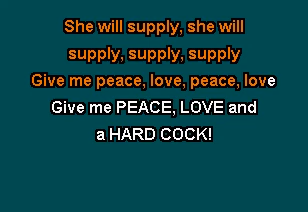 She will supply, she will
supply, supply, supply
Give me peace, love, peace, love
Give me PEACE, LOVE and
a HARD COCK!